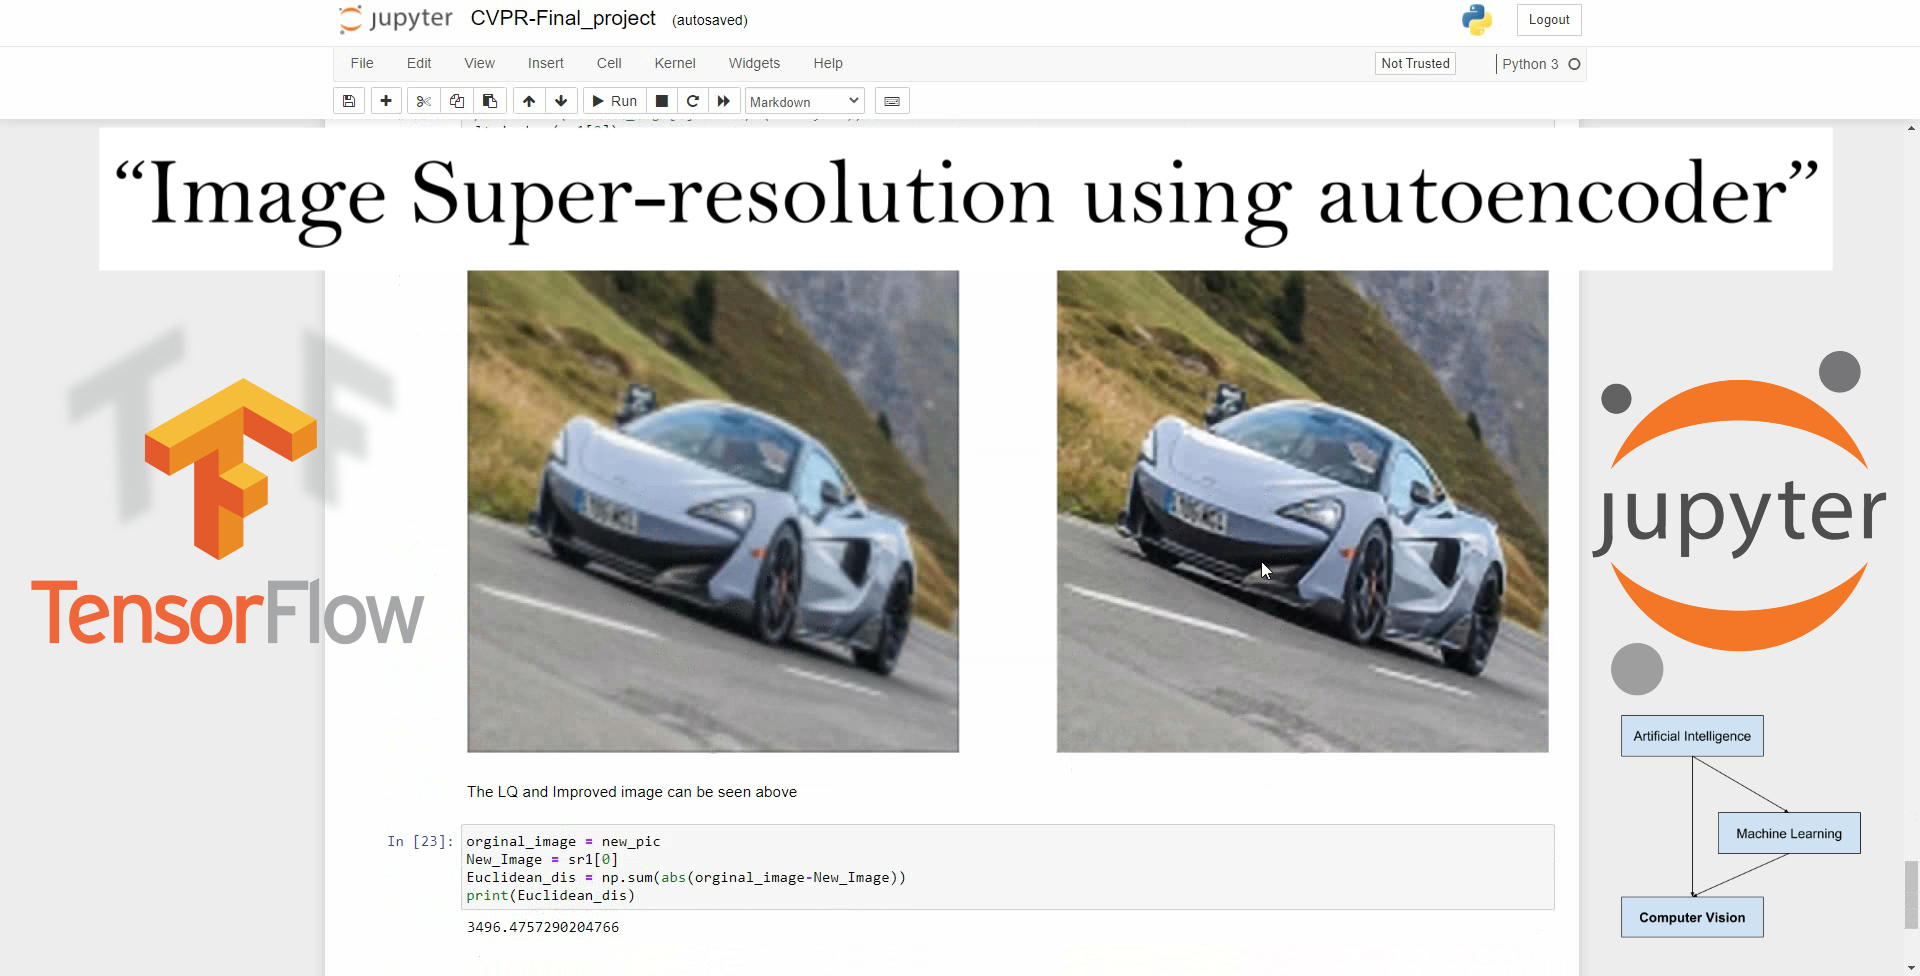 jupyter CVPR-Final_project (autosaved)
Logout
File Edit View Insert Cell Kernel Widgets Help
Not Trusted
Python 3
Run
Markdown
“Image Super-resolution using autoencoder”
TF
TensorFlow
jupyter
Artificial Intelligence
Machine Learning
Computer Vision
The LQ and Improved image can be seen above
In [23]:
orginal_image = new_pic
New_Image = sr1[0]
Euclidean_dis = np.sum(abs(orginal_image-New_Image))
print(Euclidean_dis)
3496.4757290204766